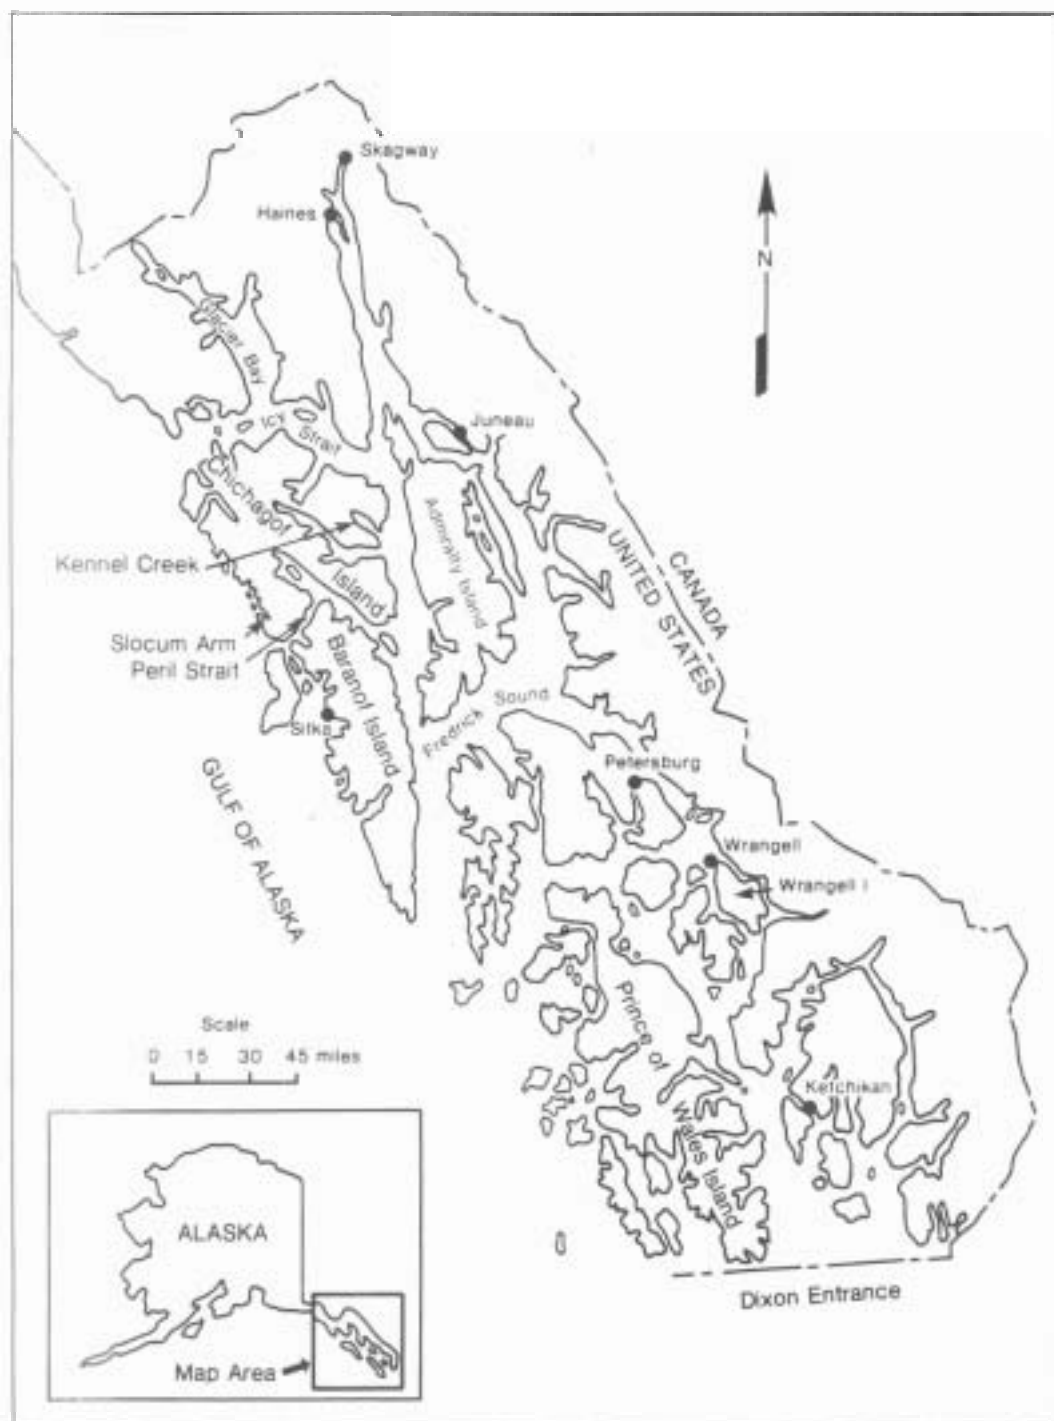 Skagway
Haines
N
Glacier Bay
Icy Strait
Juneau
Chichagof Island
Admiralty Island
Kennel Creek
CANADA
UNITED STATES
Slocum Arm
Peril Strait
Baranof Island
Sitka
Fredrick Sound
GULF OF ALASKA
Petersburg
Wrangell
Wrangell I
Prince of Wales Island
Scale
0 15 30 45 miles
Ketchikan
ALASKA
Map Area
Dixon Entrance